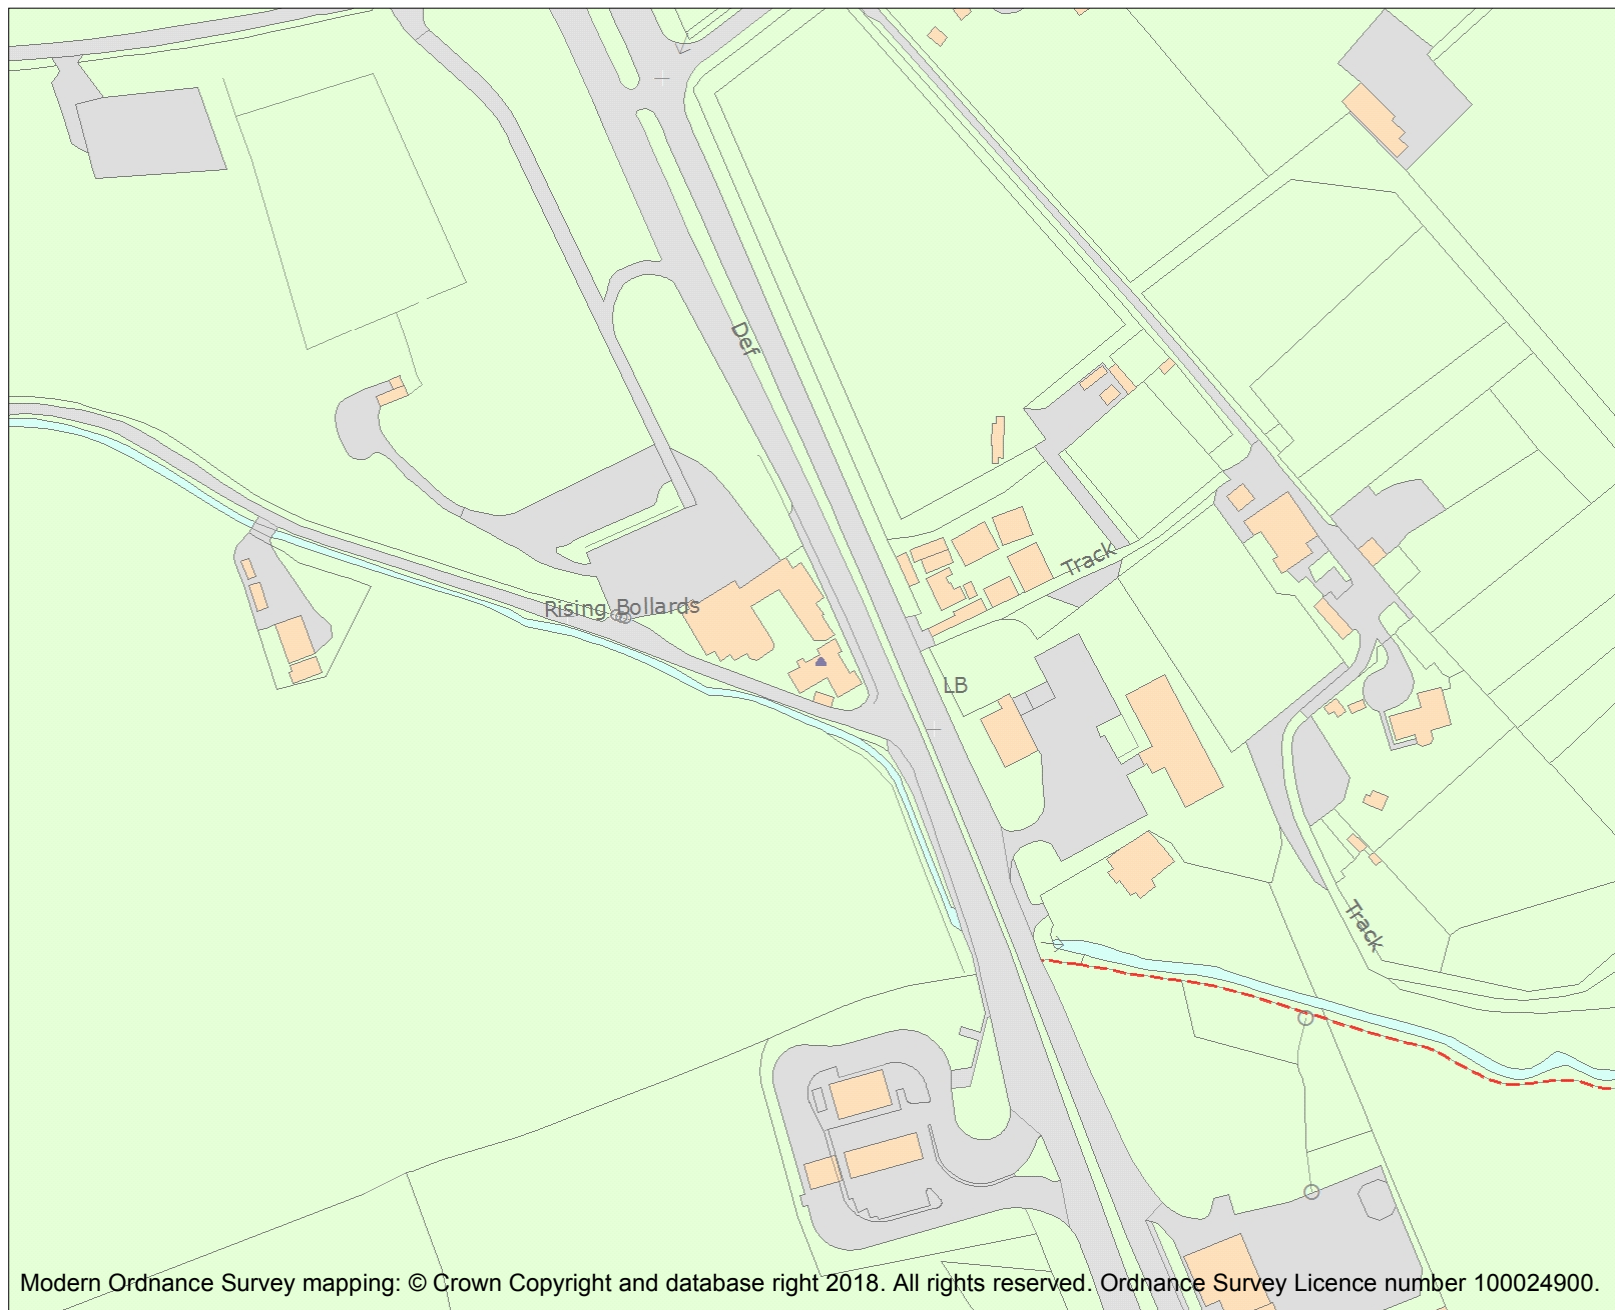 Def
Track
Rising Bollards
LB
Track
Modern Ordnance Survey mapping: © Crown Copyright and database right 2018. All rights reserved. Ordnance Survey Licence number 100024900.